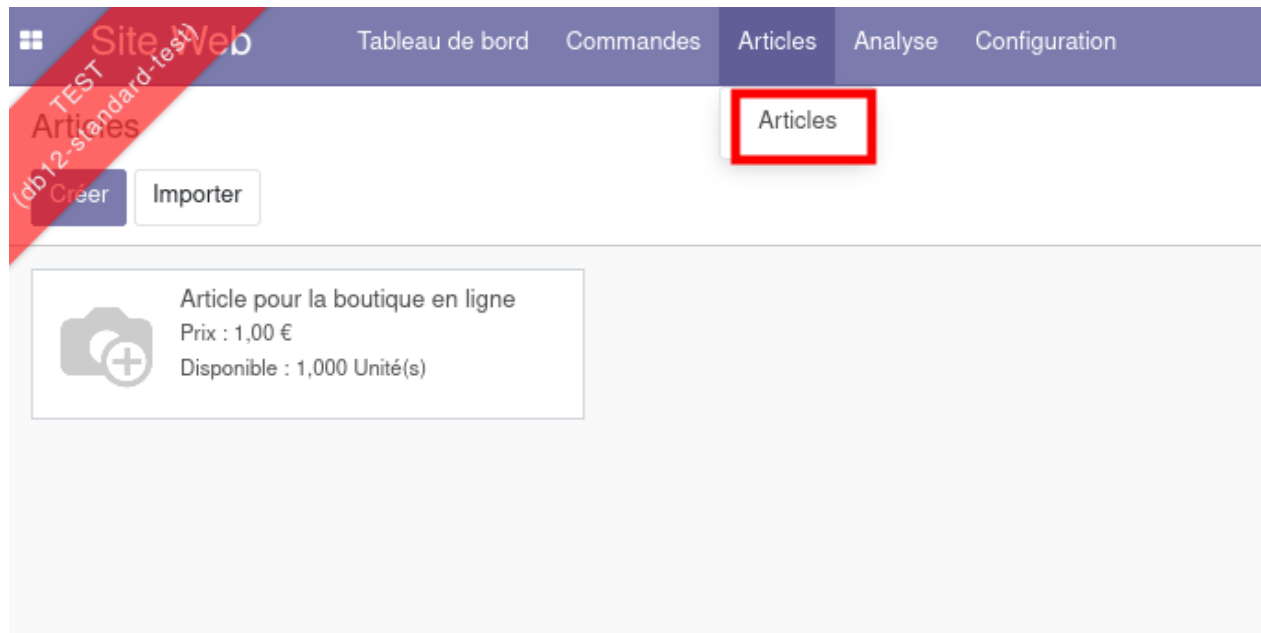 Site Web
Tableau de bord
Commandes
Articles
Analyse
Configuration
TEST
(db12-standard-test)
Articles
Articles
Créer
Importer
Article pour la boutique en ligne
Prix : 1,00 €
Disponible : 1,000 Unité(s)